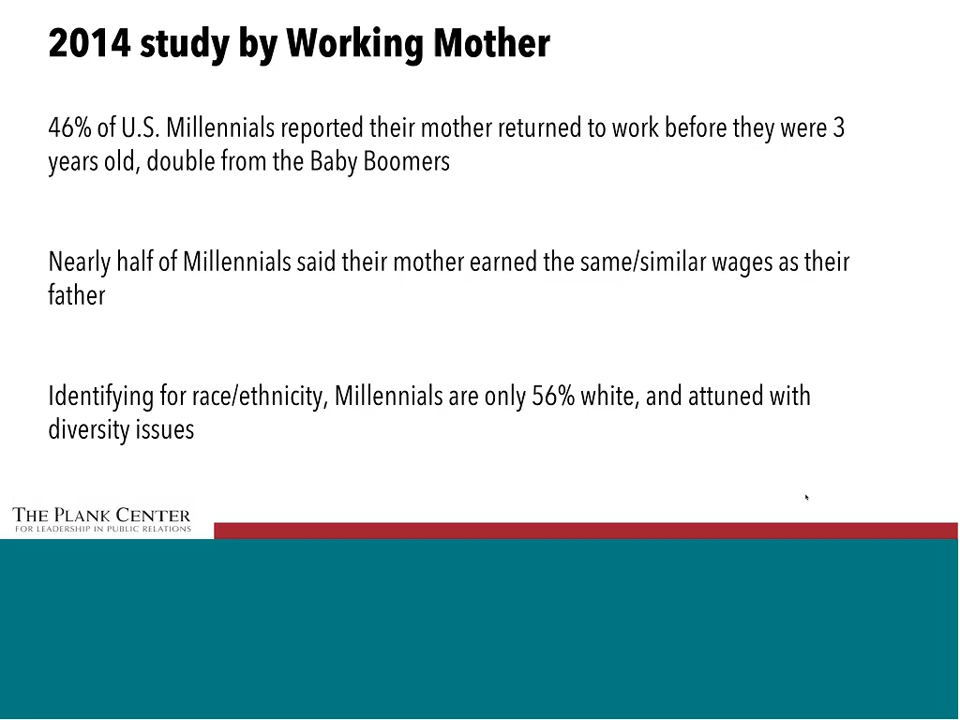 2014 study by Working Mother
46% of U.S. Millennials reported their mother returned to work before they were 3
years old, double from the Baby Boomers
Nearly half of Millennials said their mother earned the same/similar wages as their
father
Identifying for race/ethnicity, Millennials are only 56% white, and attuned with
diversity issues
THE PLANK CENTER
FOR LEADERSHIP IN PUBLIC RELATIONS